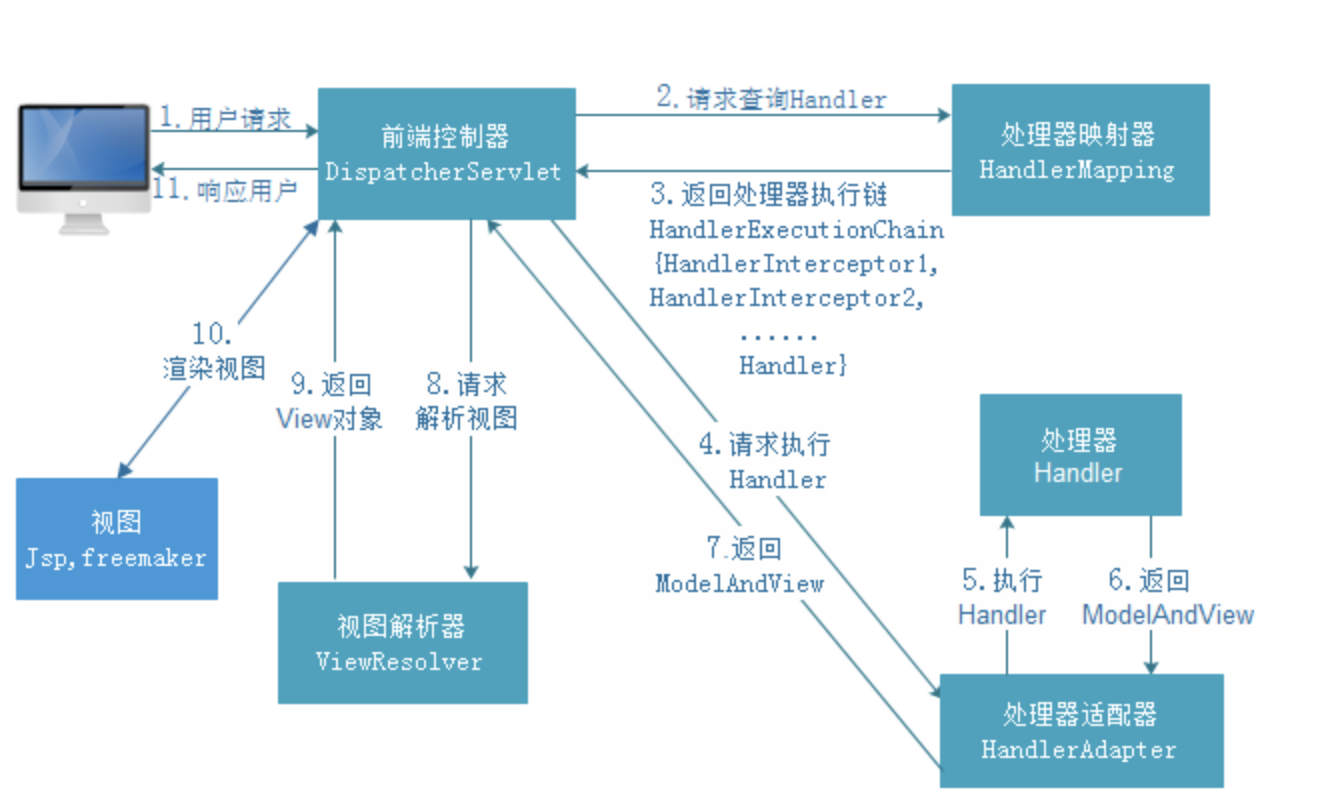 1.用户请求
11.响应用户
前端控制器
DispatcherServlet
2.请求查询Handler
处理器映射器
HandlerMapping
3.返回处理器执行链
HandlerExecutionChain
{HandlerInterceptor1,
HandlerInterceptor2,
......
Handler}
10.
渲染视图
9.返回
View对象
8.请求
解析视图
4.请求执行
Handler
处理器
Handler
视图
Jsp,freemaker
7.返回
ModelAndView
5.执行
Handler
6.返回
ModelAndView
视图解析器
ViewResolver
处理器适配器
HandlerAdapter